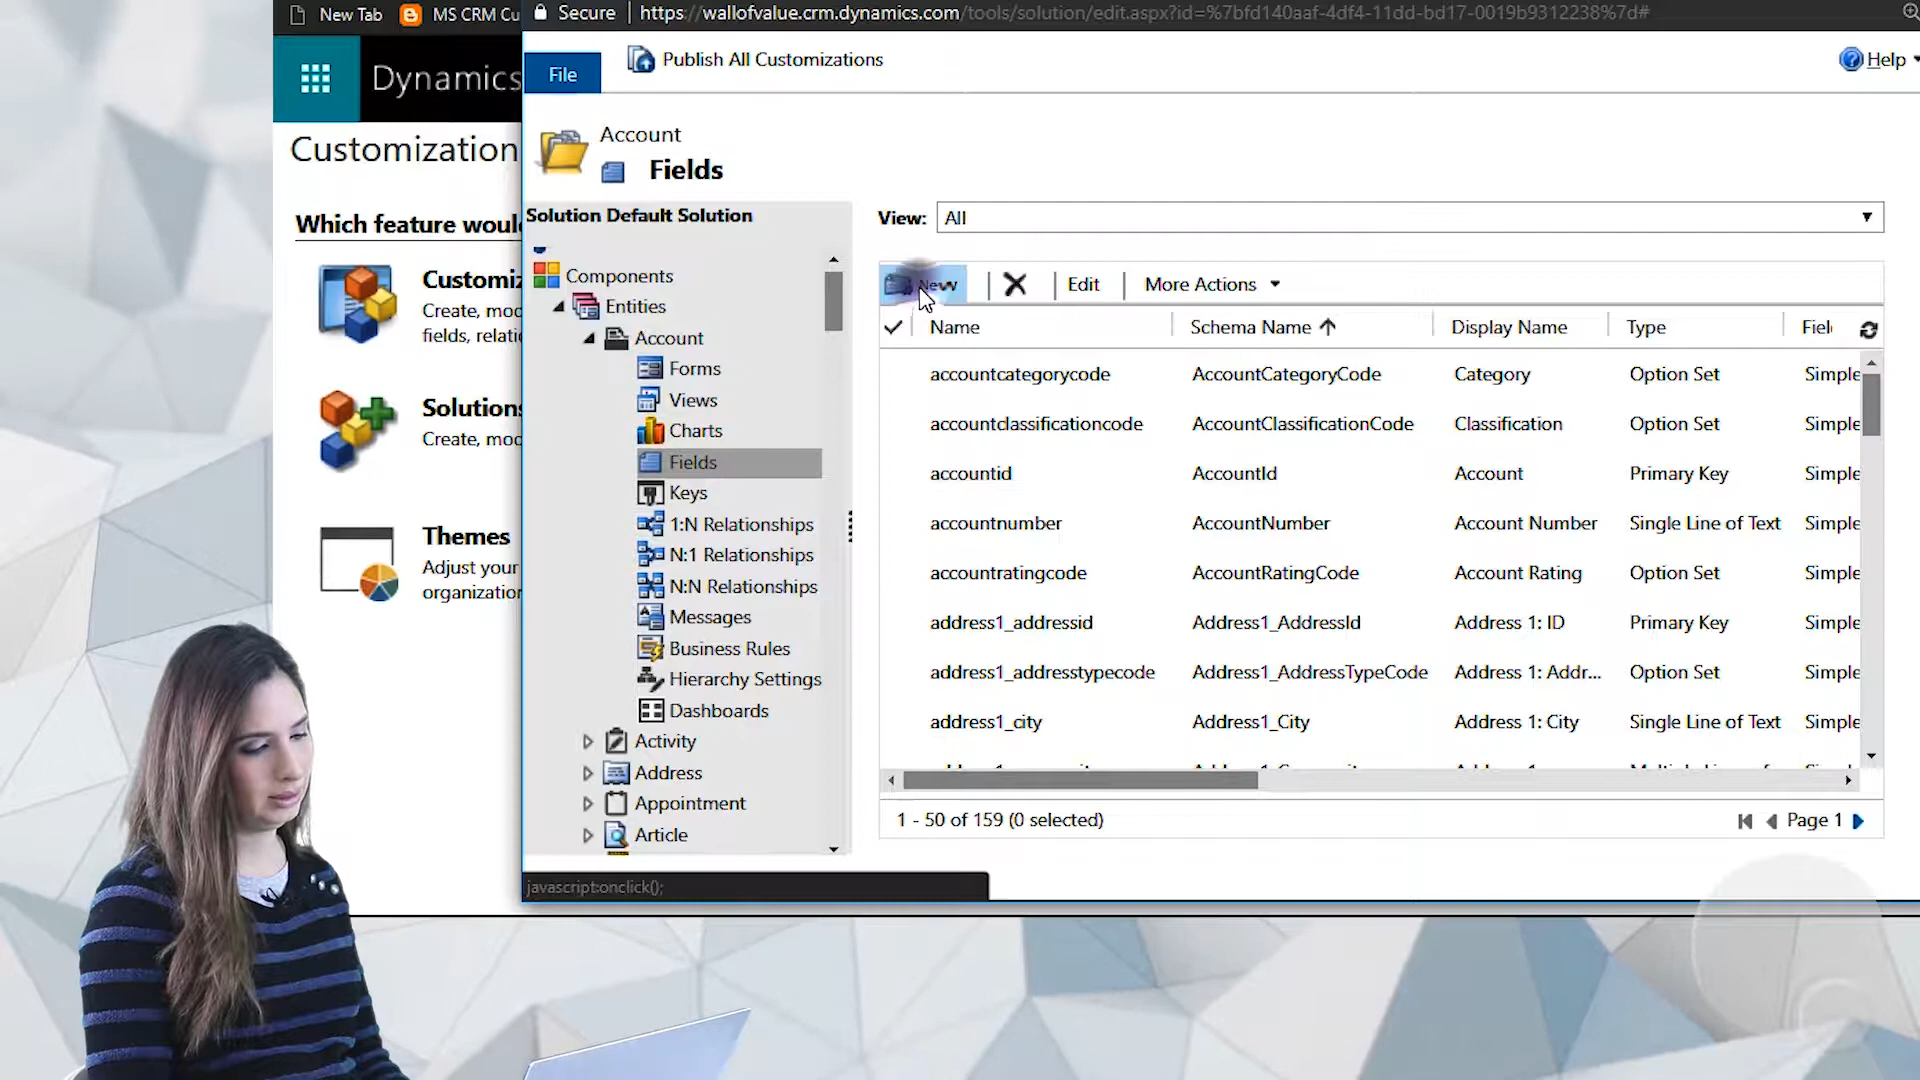 New Tab
MS CRM Cu
Secure
https://wallofvalue.crm.dynamics.com/tools/solution/edit.aspx?id=%7bfd140aaf-4df4-11dd-bd17-0019b9312238%7d#
Dynamics
File
Publish All Customizations
Help
Customization
Which feature woul
Customiz
Create, mod
fields, relati
Solutions
Create, mod
Themes
Adjust your
organization
Account
Fields
Solution Default Solution
Components
Entities
Account
Forms
Views
Charts
Fields
Keys
1:N Relationships
N:1 Relationships
N:N Relationships
Messages
Business Rules
Hierarchy Settings
Dashboards
Activity
Address
Appointment
Article
View: All
New Edit More Actions
Name Schema Name Display Name Type Fiel
accountcategorycode AccountCategoryCode Category Option Set Simple
accountclassificationcode AccountClassificationCode Classification Option Set Simple
accountid AccountId Account Primary Key Simple
accountnumber AccountNumber Account Number Single Line of Text Simple
accountratingcode AccountRatingCode Account Rating Option Set Simple
address1_addressid Address1_AddressId Address 1: ID Primary Key Simple
address1_addresstypecode Address1_AddressTypeCode Address 1: Addr... Option Set Simple
address1_city Address1_City Address 1: City Single Line of Text Simple
1 - 50 of 159 (0 selected)
Page 1
javascript:onclick();